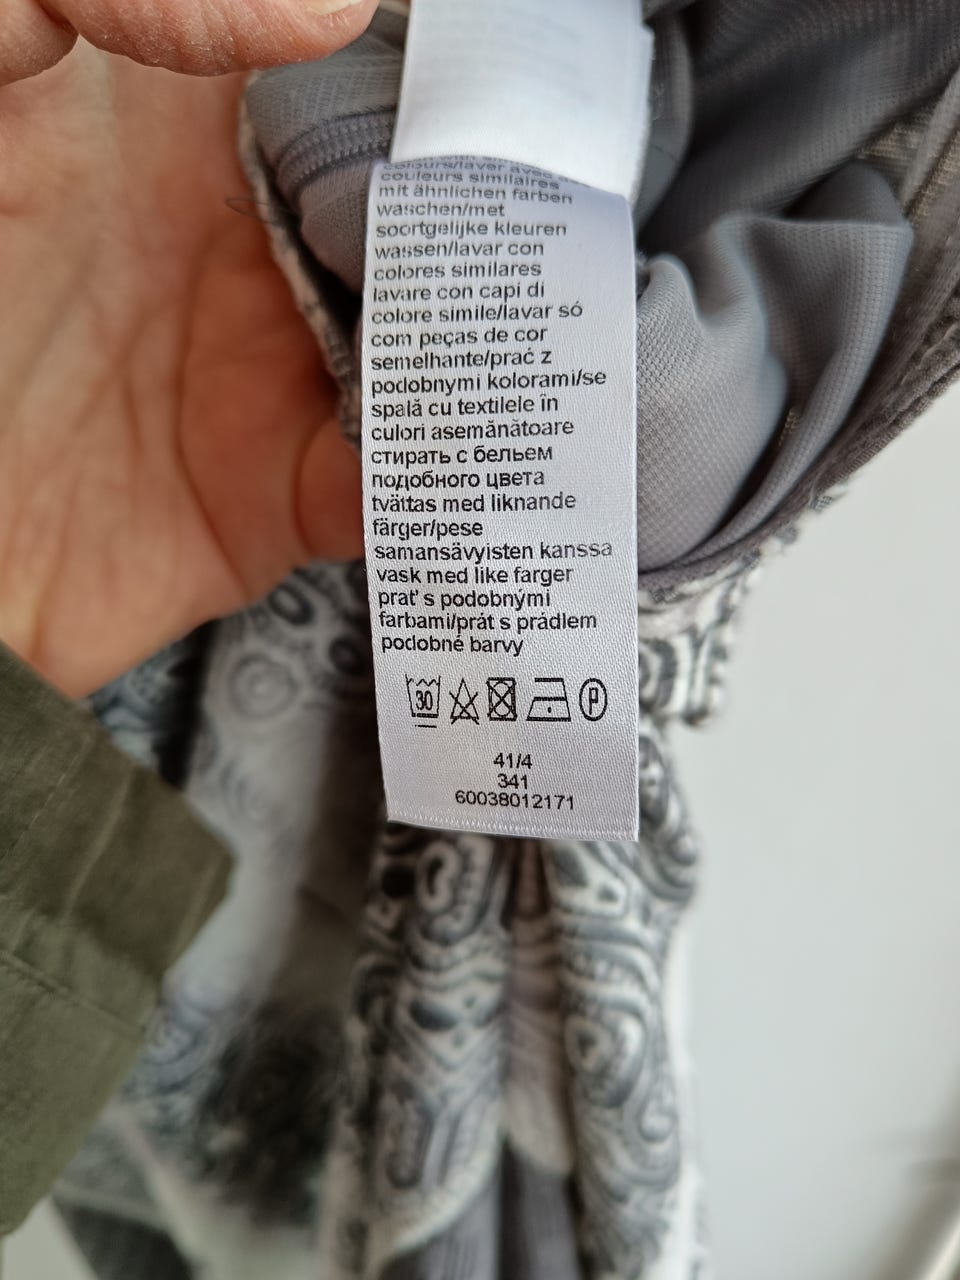 colours/laver avec
couleurs similaires
mit ähnlichen farben
waschen/met
soortgelijke kleuren
wassen/lavar con
colores similares
lavare con capi di
colore simile/lavar só
com peças de cor
semelhante/prać z
podobnymi kolorami/se
spală cu textilele în
culori asemănătoare
стирать с бельем
подобного цвета
tvättas med liknande
färger/pese
samansävyisten kanssa
vask med like farger
prať s podobnými
farbami/prát s prádlem
podobné barvy
30 P
41/4
341
60038012171